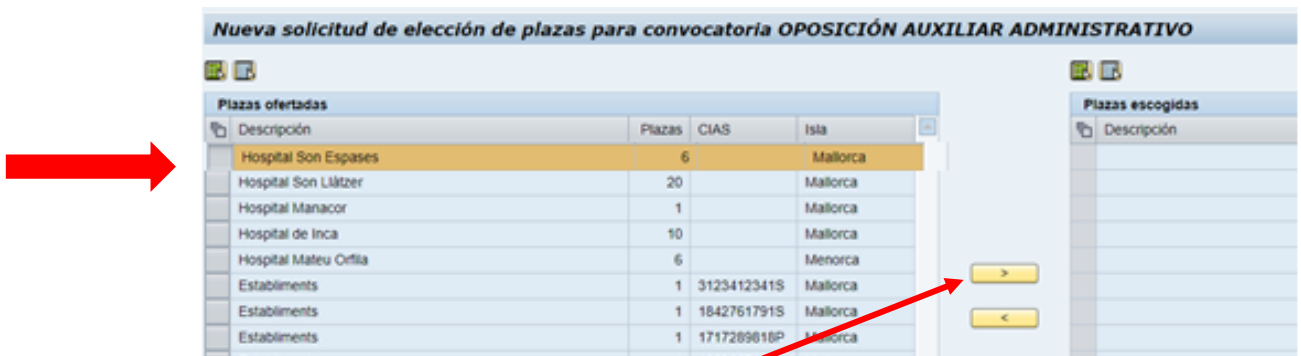 Nueva solicitud de elección de plazas para convocatoria OPOSICIÓN AUXILIAR ADMINISTRATIVO
Plazas ofertadas
Plazas escogidas
Descripción Plazas CIAS Isla
Descripción
Hospital Son Espases 6 Mallorca
Hospital Son Llátzer 20 Mallorca
Hospital Manacor 1 Mallorca
Hospital de Inca 10 Mallorca
Hospital Mateu Orfila 6 Menorca
>
Establiments 1 3123412341S Mallorca
Establiments 1 1842761791S Mallorca
<
Establiments 1 1717289818P Mallorca